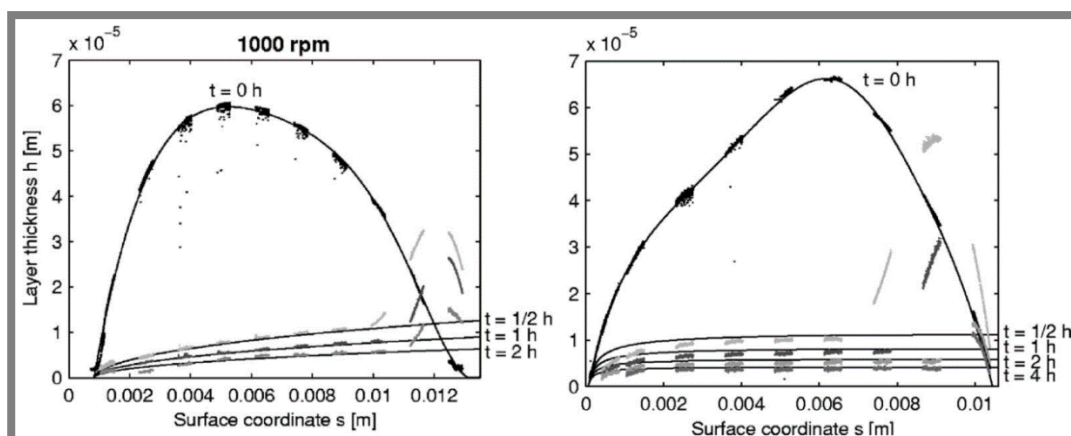 x 10⁻⁵
1000 rpm
7
6
5
4
3
2
1
0
Layer thickness h [m]
t = 0 h
t = 1/2 h
t = 1 h
t = 2 h
0 0.002 0.004 0.006 0.008 0.01 0.012
Surface coordinate s [m]
x 10⁻⁵
7
6
5
4
3
2
1
0
t = 0 h
t = 1/2 h
t = 1 h
t = 2 h
t = 4 h
0 0.002 0.004 0.006 0.008 0.01
Surface coordinate s [m]